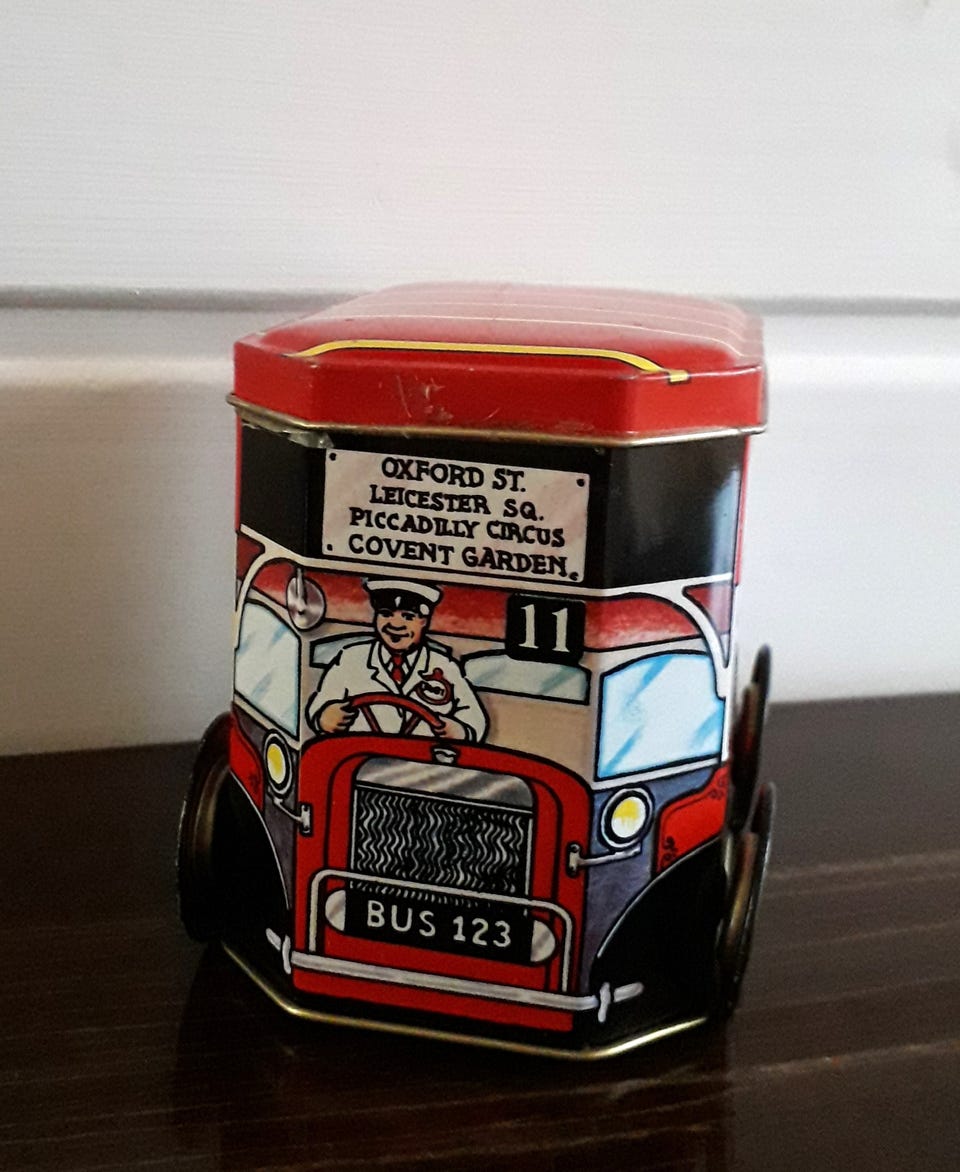 OXFORD ST.
LEICESTER SQ.
PICCADILLY CIRCUS
COVENT GARDEN.
11
BUS 123